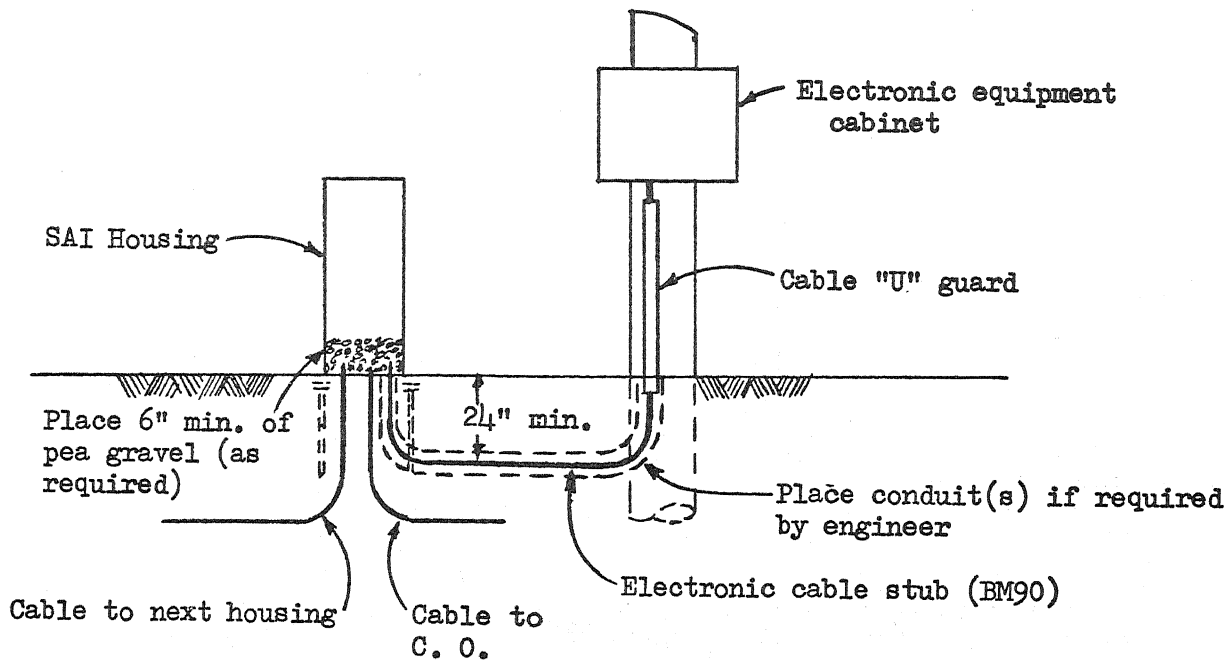 Electronic equipment
cabinet
SAI Housing
Cable "U" guard
Place 6" min. of
pea gravel (as
required)
24" min.
Place conduit(s) if required
by engineer
Electronic cable stub (BM90)
Cable to next housing
Cable to
C. O.